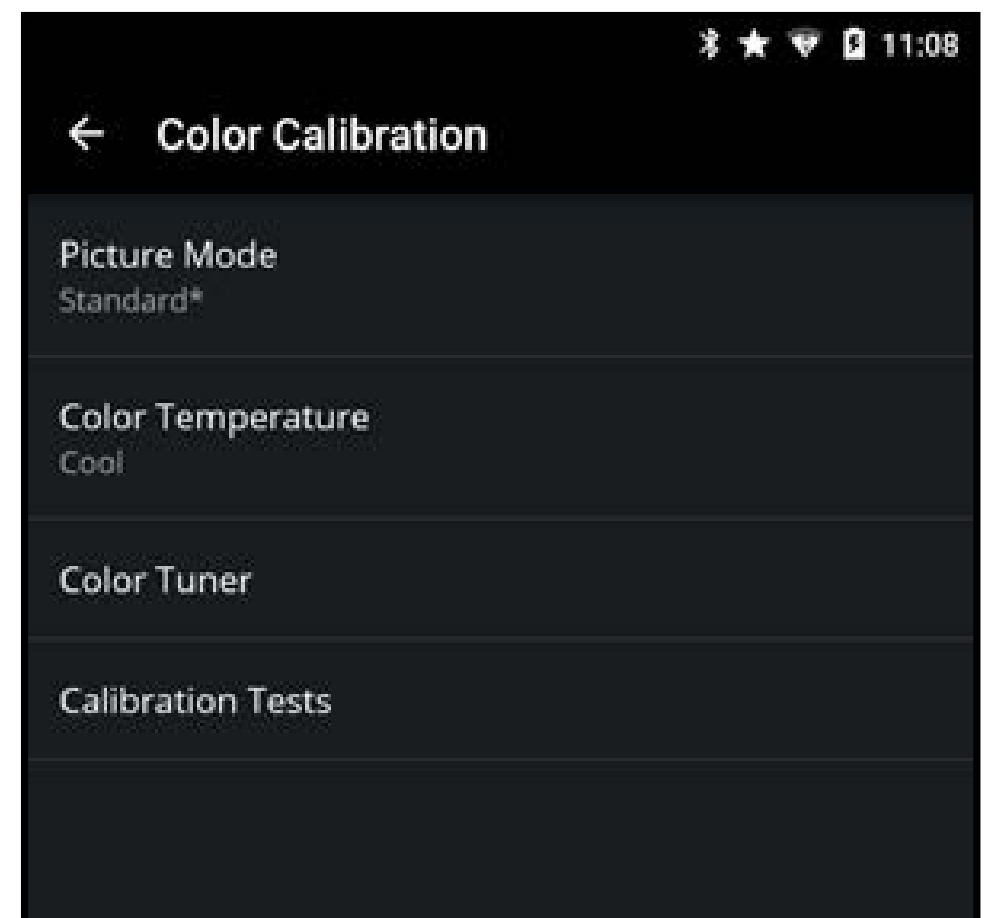 11:08
Color Calibration
Picture Mode
Standard*
Color Temperature
Cool
Color Tuner
Calibration Tests